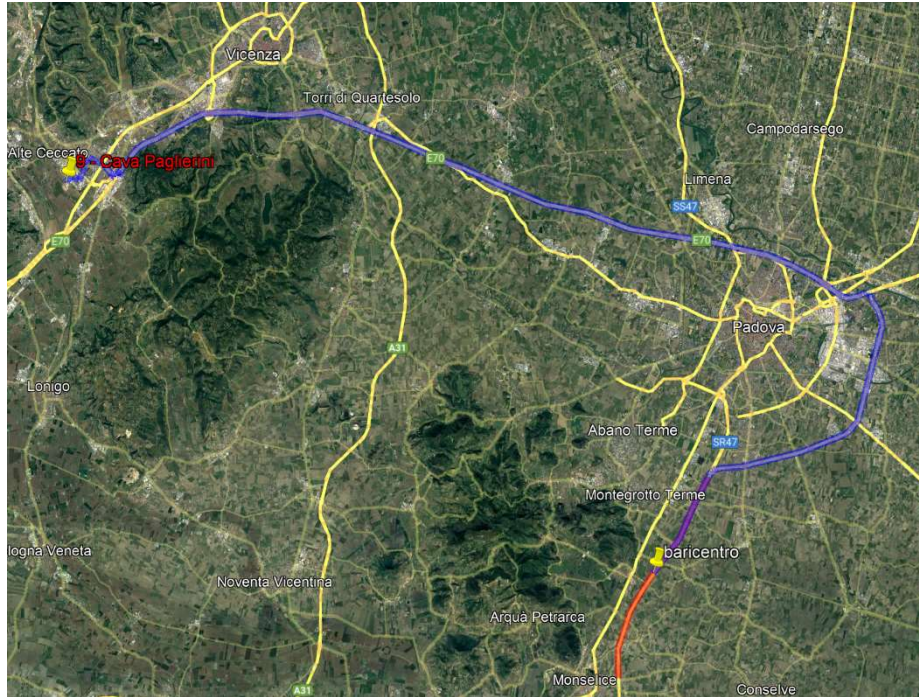 Vicenza
Torri di Quartesolo
Campodarsego
Alte Ceccato
9 - Cava Paglierini
E70
Limena
SS47
E70
E70
Padova
A31
Lonigo
Abano Terme
SR47
Montegrotto Terme
logna Veneta
baricentro
Noventa Vicentina
Arquà Petrarca
Monselice
A31
Conselve